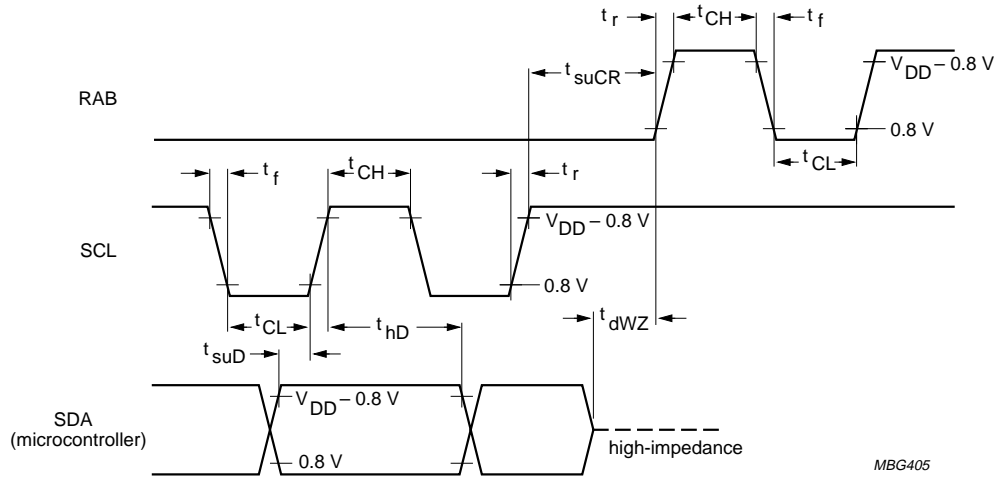 t r
t CH
t f
t suCR
V DD – 0.8 V
RAB
0.8 V
t CL
t f
t CH
t r
V DD – 0.8 V
SCL
0.8 V
t CL
t hD
t dWZ
t suD
V DD – 0.8 V
SDA
(microcontroller)
0.8 V
high-impedance
MBG405